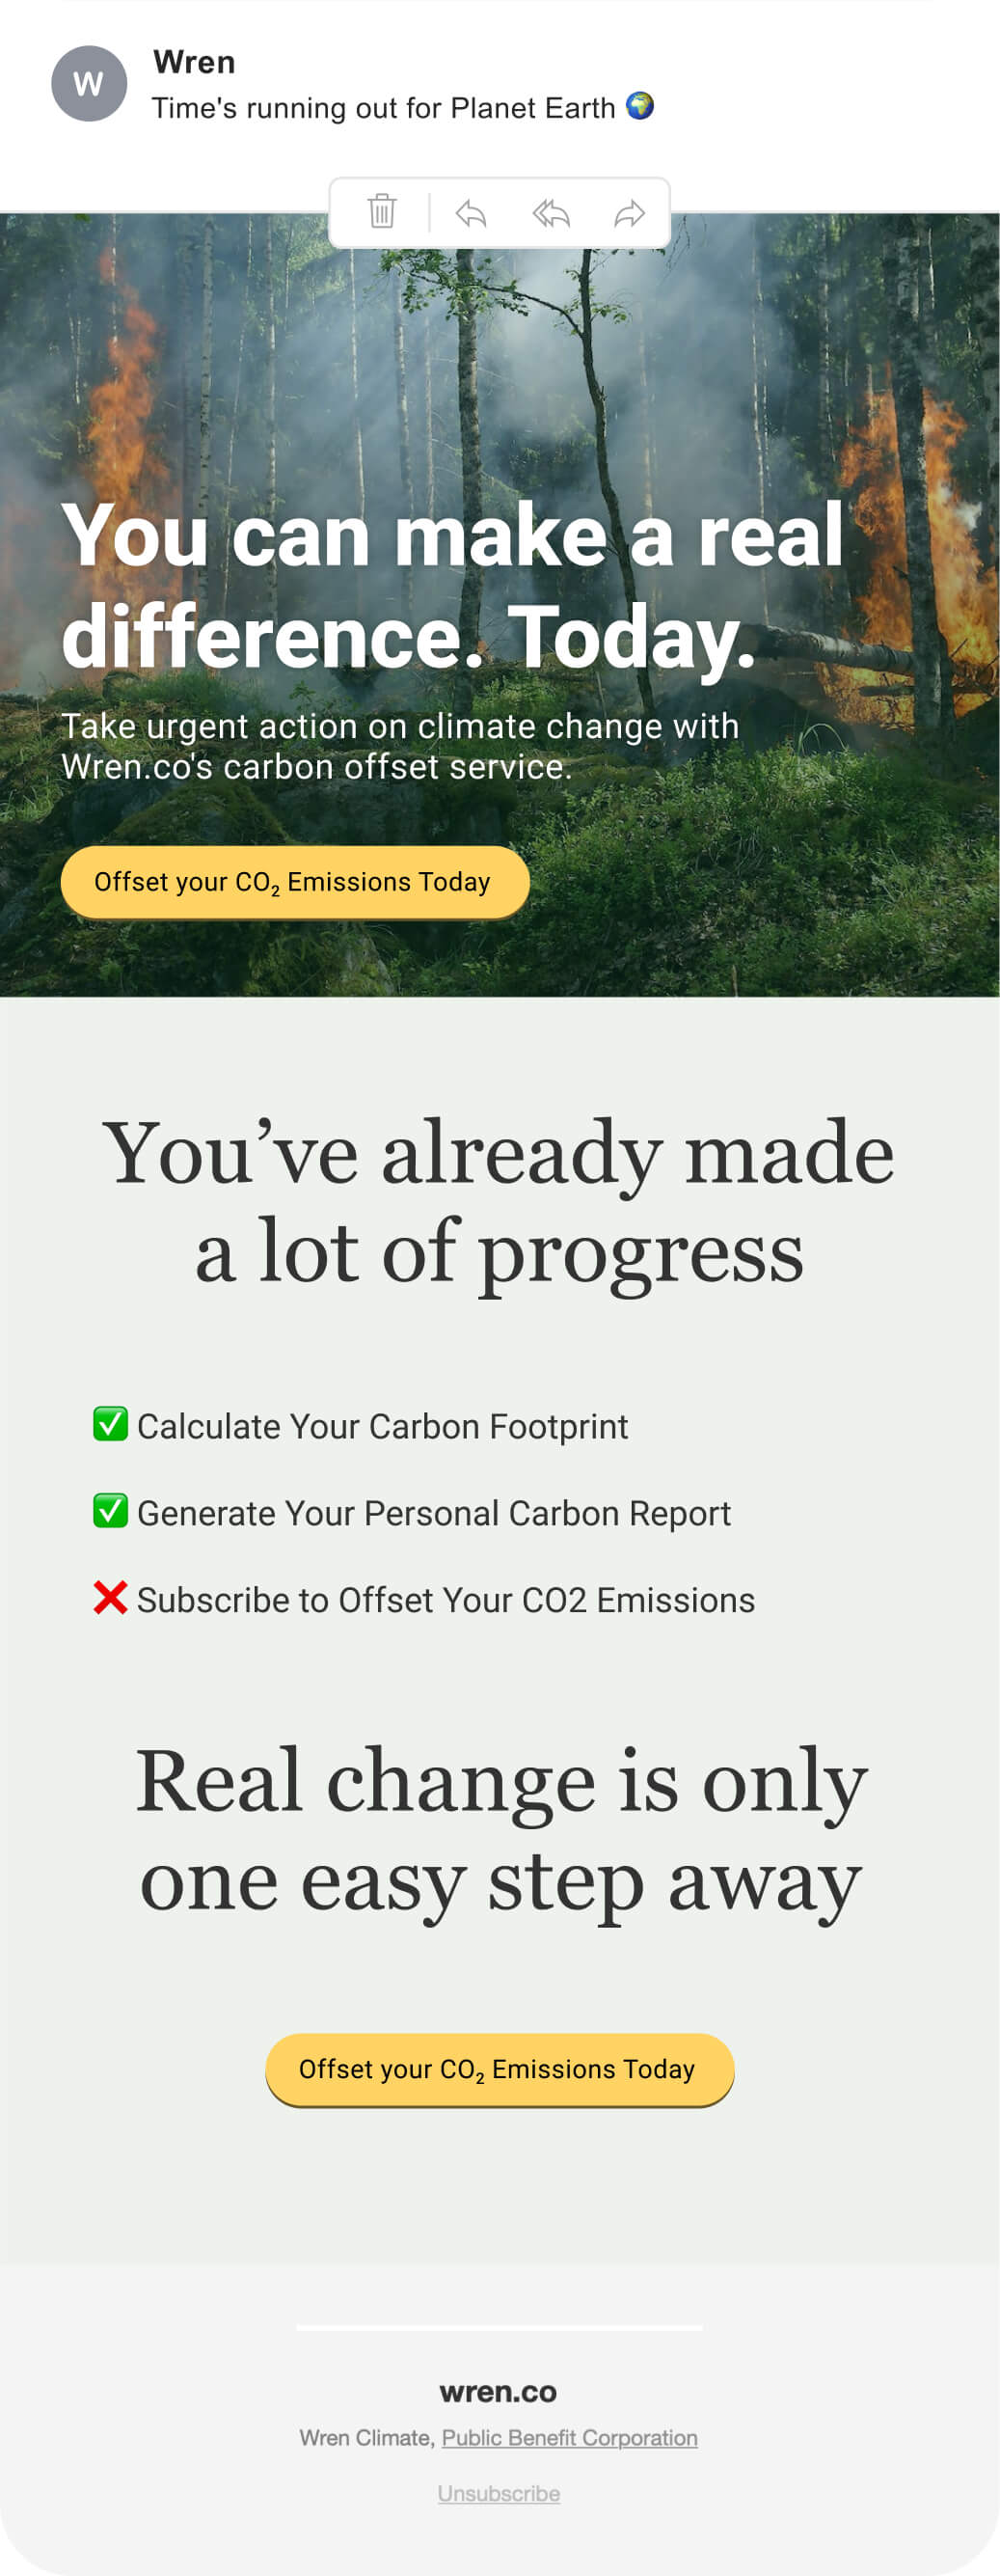 W
Wren
Time's running out for Planet Earth 🌍
You can make a real
difference. Today.
Take urgent action on climate change with
Wren.co's carbon offset service.
Offset your CO₂ Emissions Today
You’ve already made
a lot of progress
✅ Calculate Your Carbon Footprint
✅ Generate Your Personal Carbon Report
❌ Subscribe to Offset Your CO2 Emissions
Real change is only
one easy step away
Offset your CO₂ Emissions Today
wren.co
Wren Climate, Public Benefit Corporation
Unsubscribe